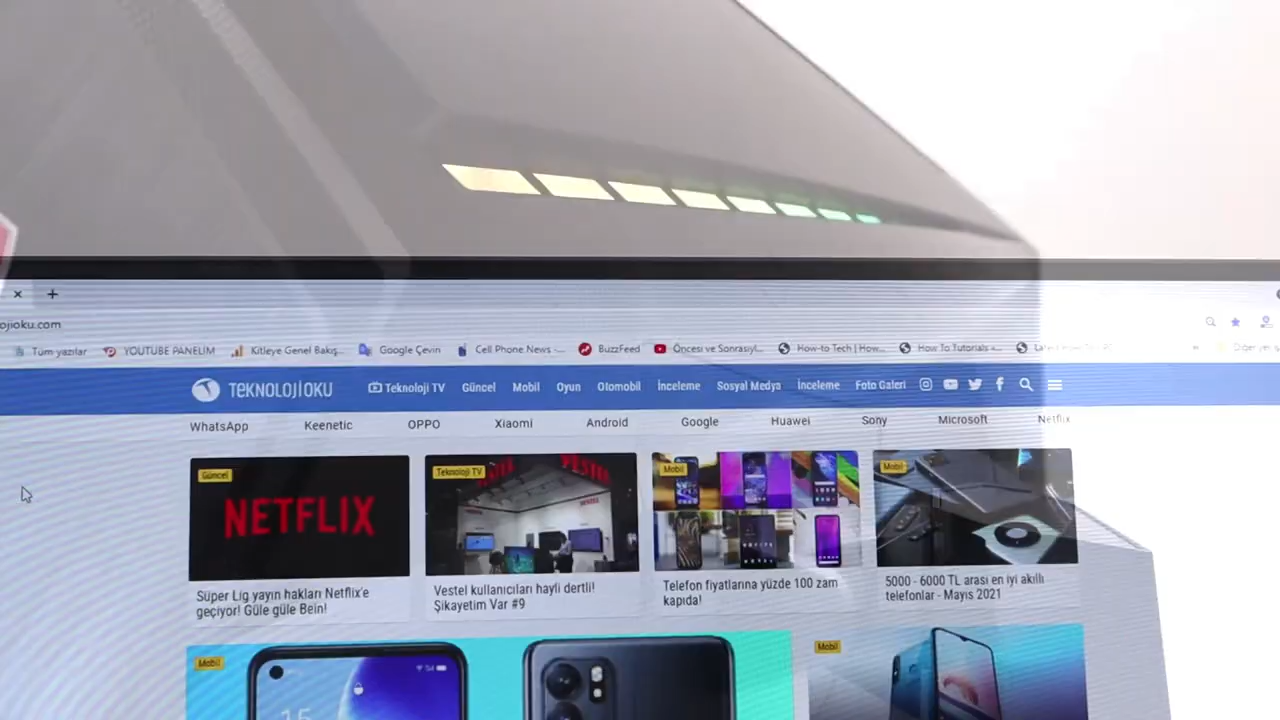 ojioku.com
Tüm yazılar YOUTUBE PANELİM Kitleye Genel Bakış... Google Çevin Cell Phone News -... BuzzFeed Öncesi ve Sonrasıyl... How-to Tech | How... How To Tutorials
TEKNOLOJİOKU Teknoloji TV Güncel Mobil Oyun Otomobil İnceleme Sosyal Medya İnceleme Foto Galeri
WhatsApp Keenetic OPPO Xiaomi Android Google Huawei Sony Microsoft Netflix
Güncel Teknoloji TV Mobil Mobil
NETFLIX
Süper Lig yayın hakları Netflix'e
geçiyor! Güle güle Bein!
Vestel kullanıcıları hayli dertli!
Şikayetim Var #9
Telefon fiyatlarına yüzde 100 zam
kapıda!
5000 - 6000 TL arası en iyi akıllı
telefonlar - Mayıs 2021
Mobil Mobil